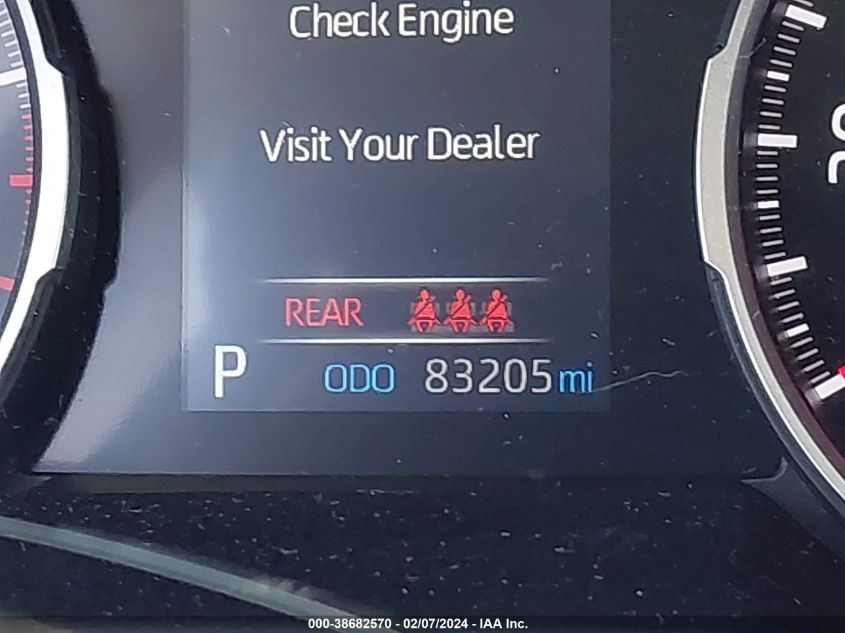 Check Engine
Visit Your Dealer
REAR
P ODO 83205 mi
000-38682570 - 02/07/2024 - IAA Inc.